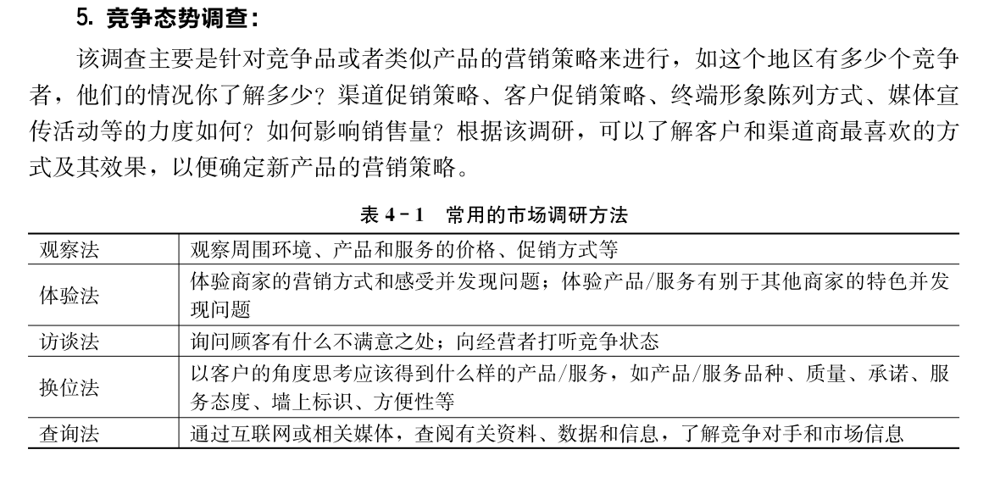 5. 竞争态势调查：
该调查主要是针对竞争品或者类似产品的营销策略来进行，如这个地区有多少个竞争
者，他们的情况你了解多少？渠道促销策略、客户促销策略、终端形象陈列方式、媒体宣
传活动等的力度如何？如何影响销售量？根据该调研，可以了解客户和渠道商最喜欢的方
式及其效果，以便确定新产品的营销策略。
表 4-1 常用的市场调研方法
观察法 观察周围环境、产品和服务的价格、促销方式等
体验法 体验商家的营销方式和感受并发现问题；体验产品/服务有别于其他商家的特色并发
现问题
访谈法 询问顾客有什么不满意之处；向经营者打听竞争状态
换位法 以客户的角度思考应该得到什么样的产品/服务，如产品/服务品种、质量、承诺、服
务态度、墙上标识、方便性等
查询法 通过互联网或相关媒体，查阅有关资料、数据和信息，了解竞争对手和市场信息